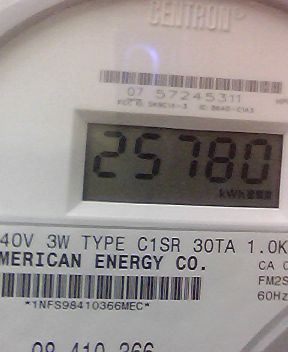 CENTRON®
07 57245311
25780
kWh
40V 3W TYPE C1SR 30TA 1.0K
MERICAN ENERGY CO.
CA
FM2S
60Hz
*1NFS98410366MEC*
98 410 366